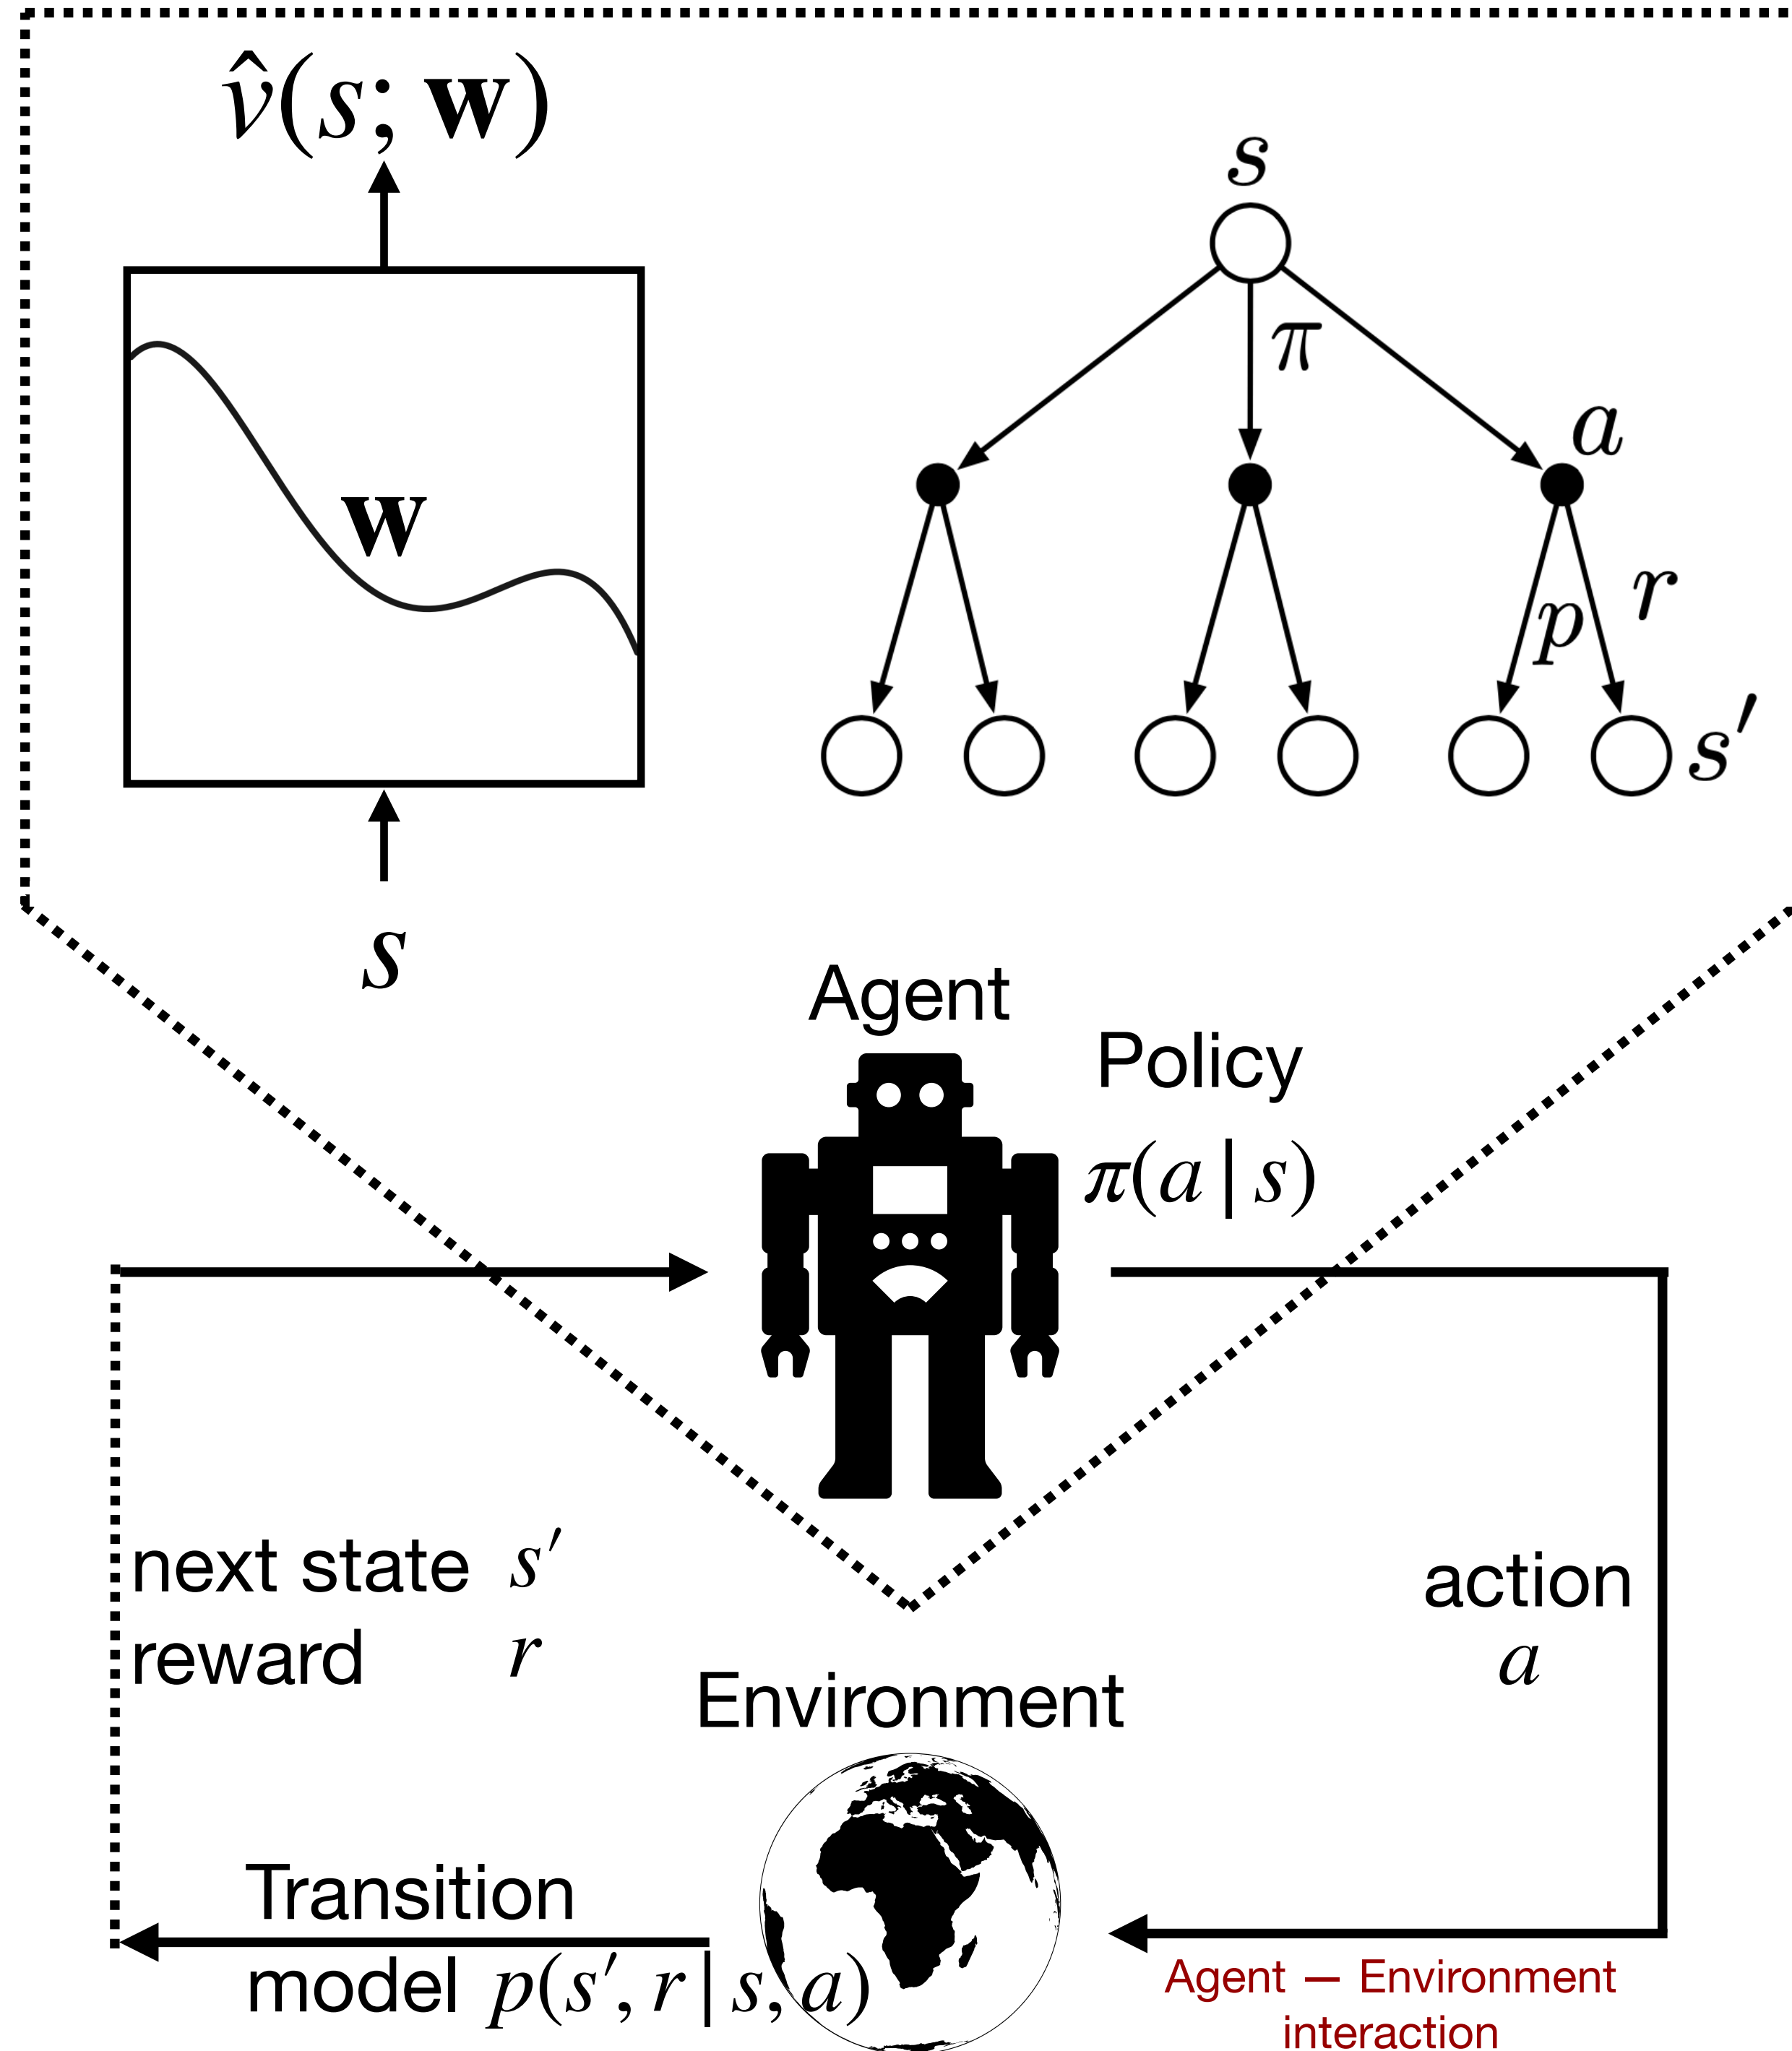 v̂(s; w)
s
π
a
w
p
r
s′
s
Agent
Policy
π(a | s)
next state s′
reward r
action
a
Environment
Transition
model p(s′, r | s, a)
Agent — Environment
interaction